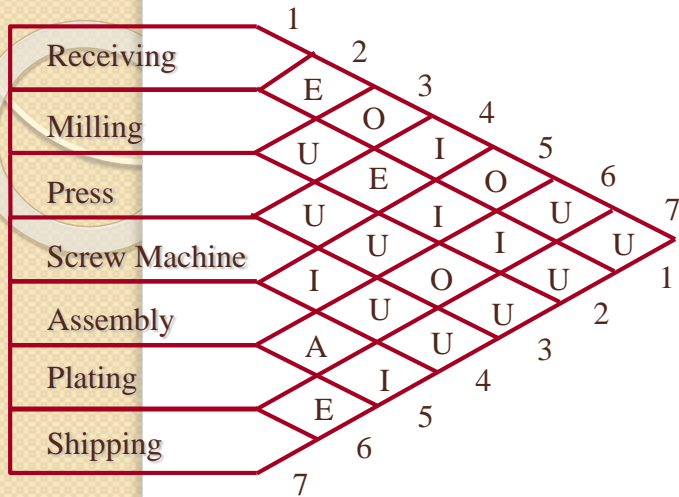 1
Receiving
2
E
3
Milling
O
4
U
I
5
Press
E
O
6
U
I
U
7
Screw Machine
U
I
U
I
O
U
1
Assembly
U
U
2
A
U
3
Plating
I
4
E
5
Shipping
6
7